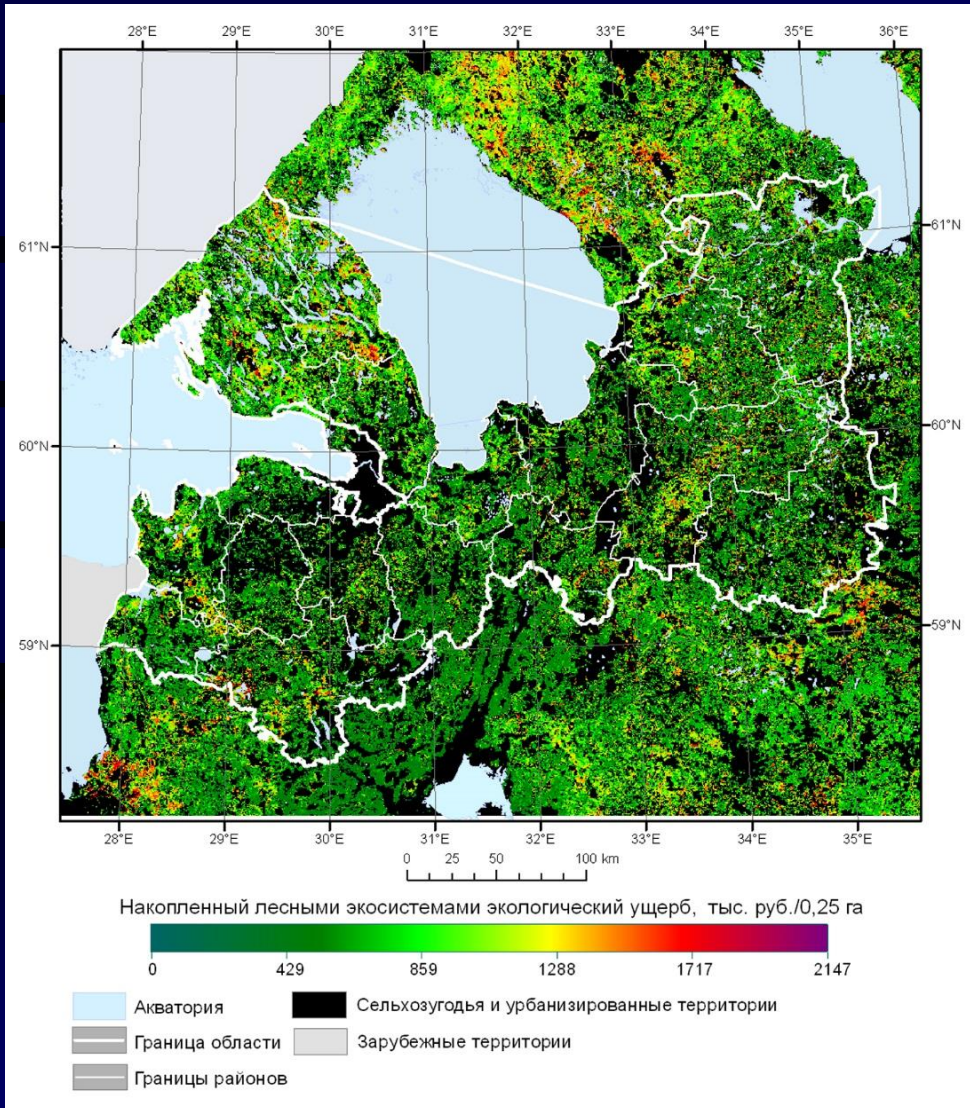 28°E 29°E 30°E 31°E 32°E 33°E 34°E 35°E 36°E
61°N 61°N
60°N 60°N
59°N 59°N
28°E 29°E 30°E 31°E 32°E 33°E 34°E 35°E
0 25 50 100 km
Накопленный лесными экосистемами экологический ущерб, тыс. руб./0,25 га
0 429 859 1288 1717 2147
Акватория Сельхозугодья и урбанизированные территории
Граница области Зарубежные территории
Границы районов